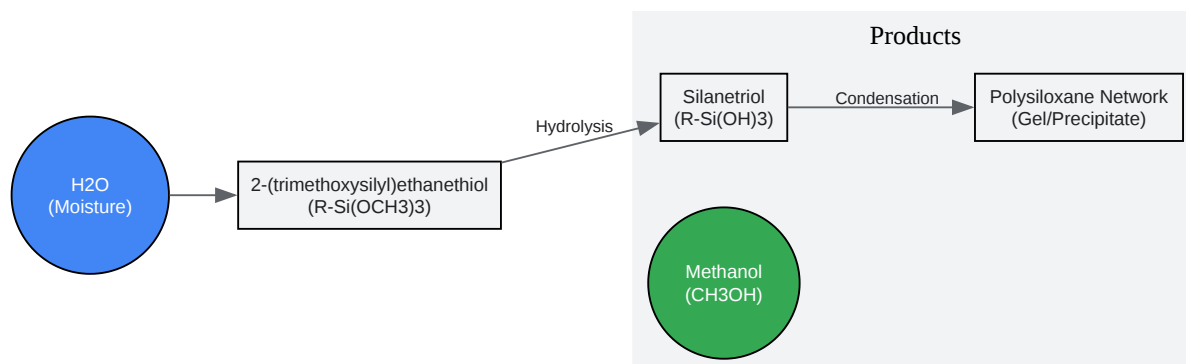 Products
H2O
(Moisture)
2-(trimethoxysilyl)ethanethiol
(R-Si(OCH3)3)
Hydrolysis
Silanetriol
(R-Si(OH)3)
Condensation
Polysiloxane Network
(Gel/Precipitate)
Methanol
(CH3OH)